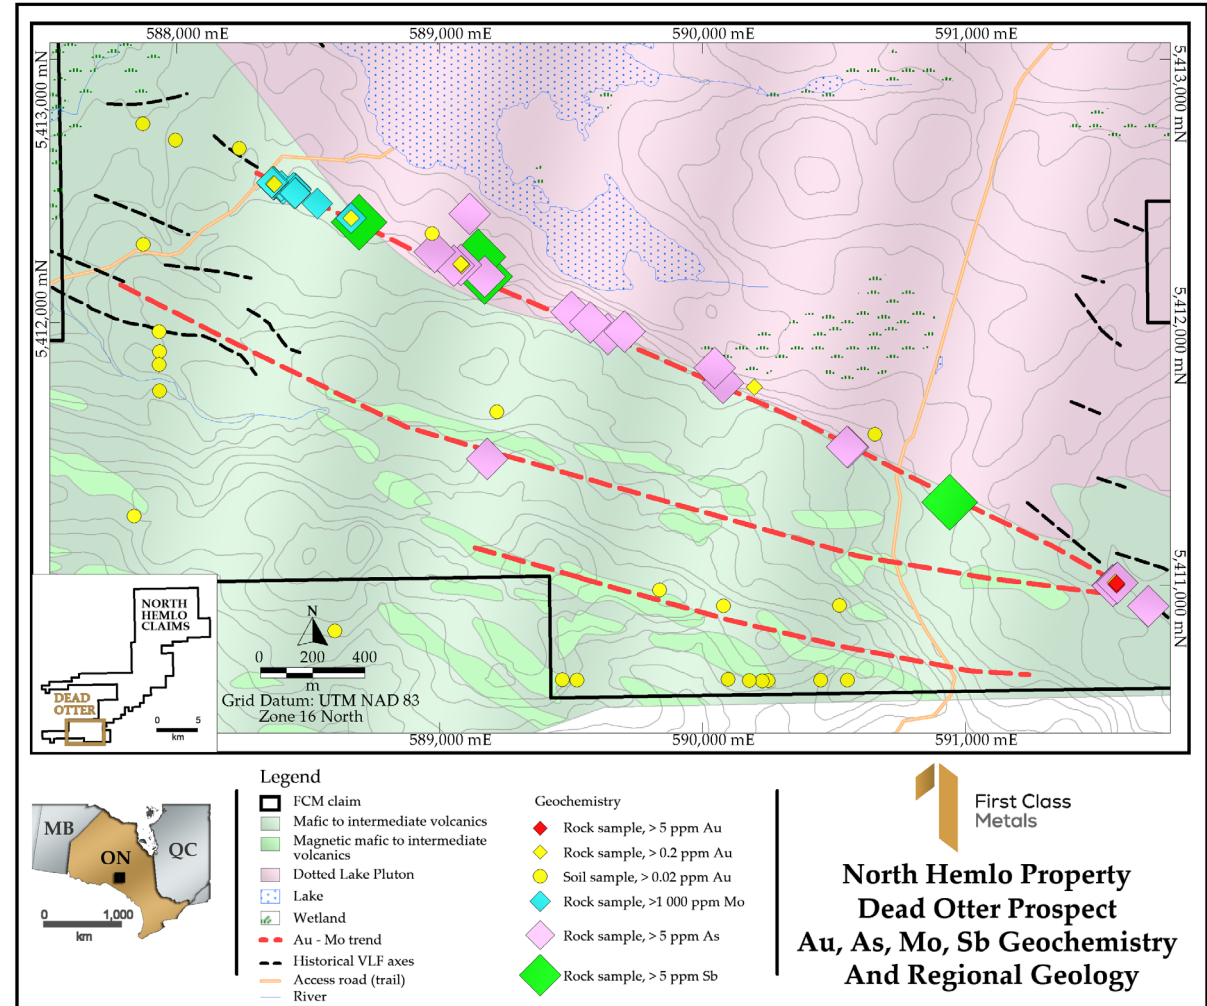 588,000 mE
589,000 mE
590,000 mE
591,000 mE
5,413,000 mN
5,413,000 mN
5,412,000 mN
5,412,000 mN
5,411,000 mN
NORTH
HEMLO
CLAIMS
DEAD
OTTER
0 5
km
N
0 200 400
m
Grid Datum: UTM NAD 83
Zone 16 North
589,000 mE
590,000 mE
591,000 mE
MB
ON
QC
0 1,000
km
Legend
FCM claim
Mafic to intermediate volcanics
Magnetic mafic to intermediate
volcanics
Dotted Lake Pluton
Lake
Wetland
Au - Mo trend
Historical VLF axes
Access road (trail)
River
Geochemistry
Rock sample, > 5 ppm Au
Rock sample, > 0.2 ppm Au
Soil sample, > 0.02 ppm Au
Rock sample, >1 000 ppm Mo
Rock sample, > 5 ppm As
Rock sample, > 5 ppm Sb
First Class
Metals
North Hemlo Property
Dead Otter Prospect
Au, As, Mo, Sb Geochemistry
And Regional Geology